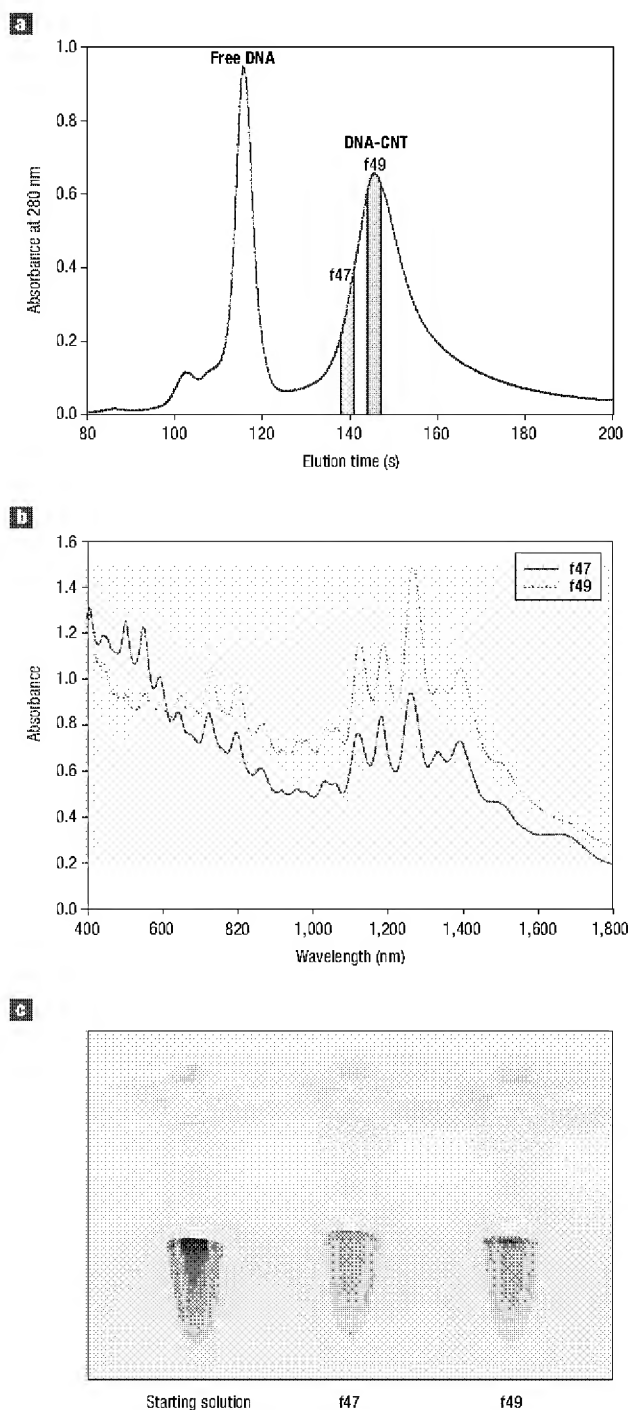 a
1.0
Free DNA
0.8
DNA-CNT
f49
0.6
Absorbance at 280 nm
0.4
f47
0.2
0.0
80 100 120 140 160 180 200
Elution time (s)
b
1.6
f47
1.4
f49
1.2
1.0
Absorbance
0.8
0.6
0.4
0.2
0.0
400 600 820 1,000 1,200 1,400 1,600 1,800
Wavelength (nm)
c
Starting solution f47 f49